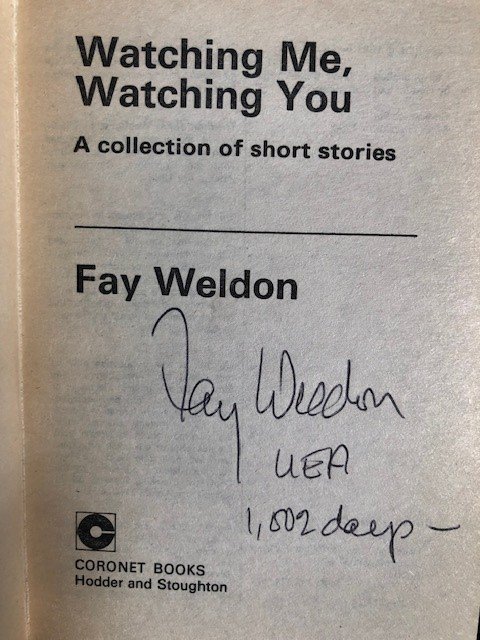 Watching Me,
Watching You
A collection of short stories
Fay Weldon
Fay Weldon
UEA
1,002 days —
CORONET BOOKS
Hodder and Stoughton